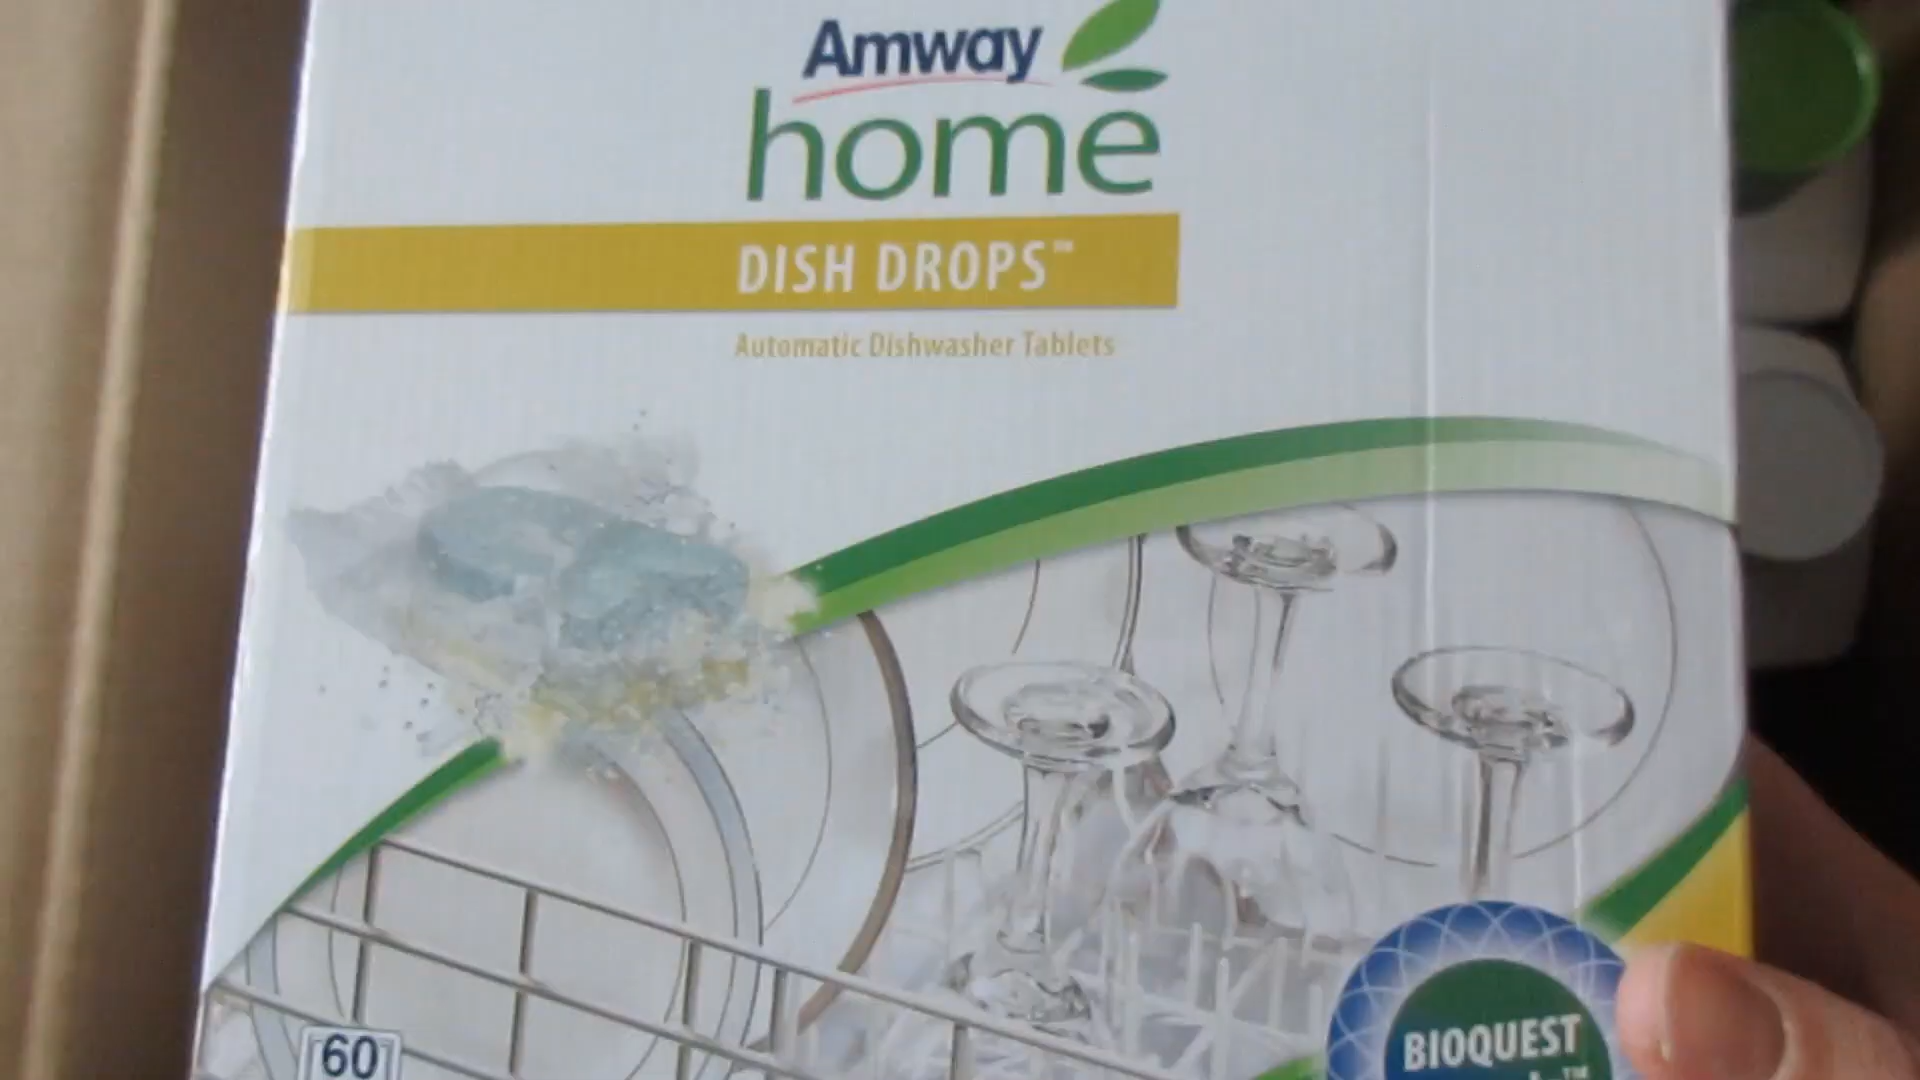 Amway
home
DISH DROPS™
Automatic Dishwasher Tablets
60
BIOQUEST